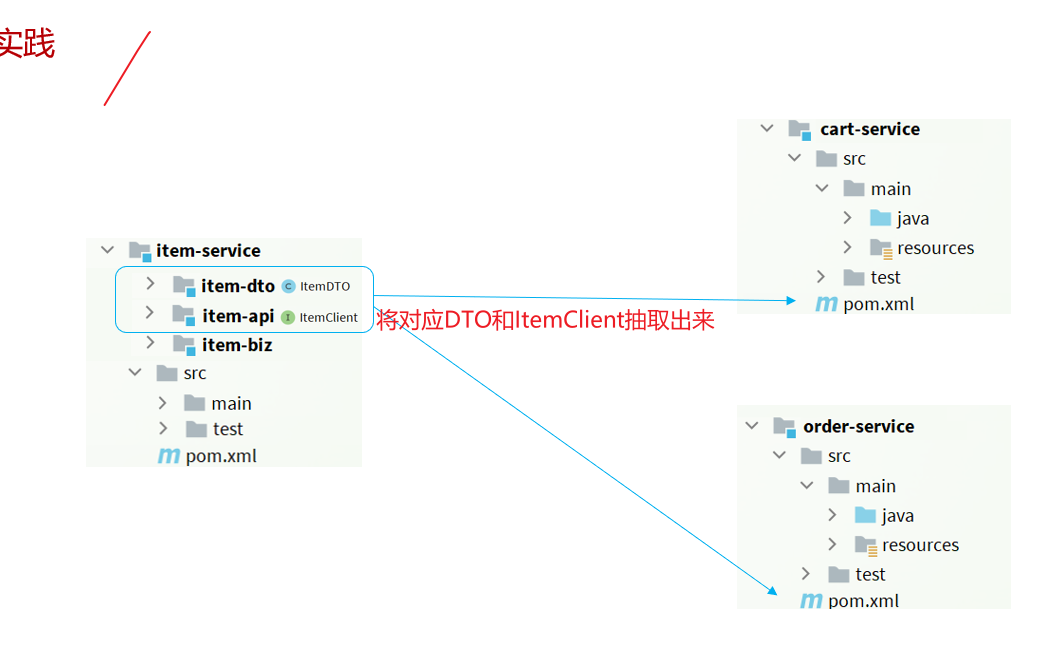 实践
item-service
item-dto C ItemDTO
item-api I ItemClient
item-biz
src
main
test
m pom.xml
将对应DTO和ItemClient抽取出来
cart-service
src
main
java
resources
test
m pom.xml
order-service
src
main
java
resources
test
m pom.xml